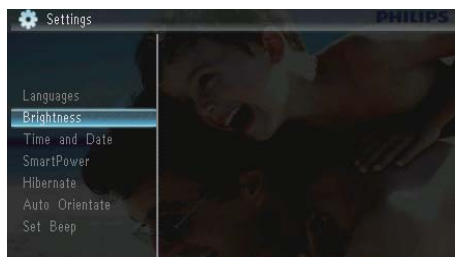 Settings
PHILIPS
Languages
Brightness
Time and Date
SmartPower
Hibernate
Auto Orientate
Set Beep